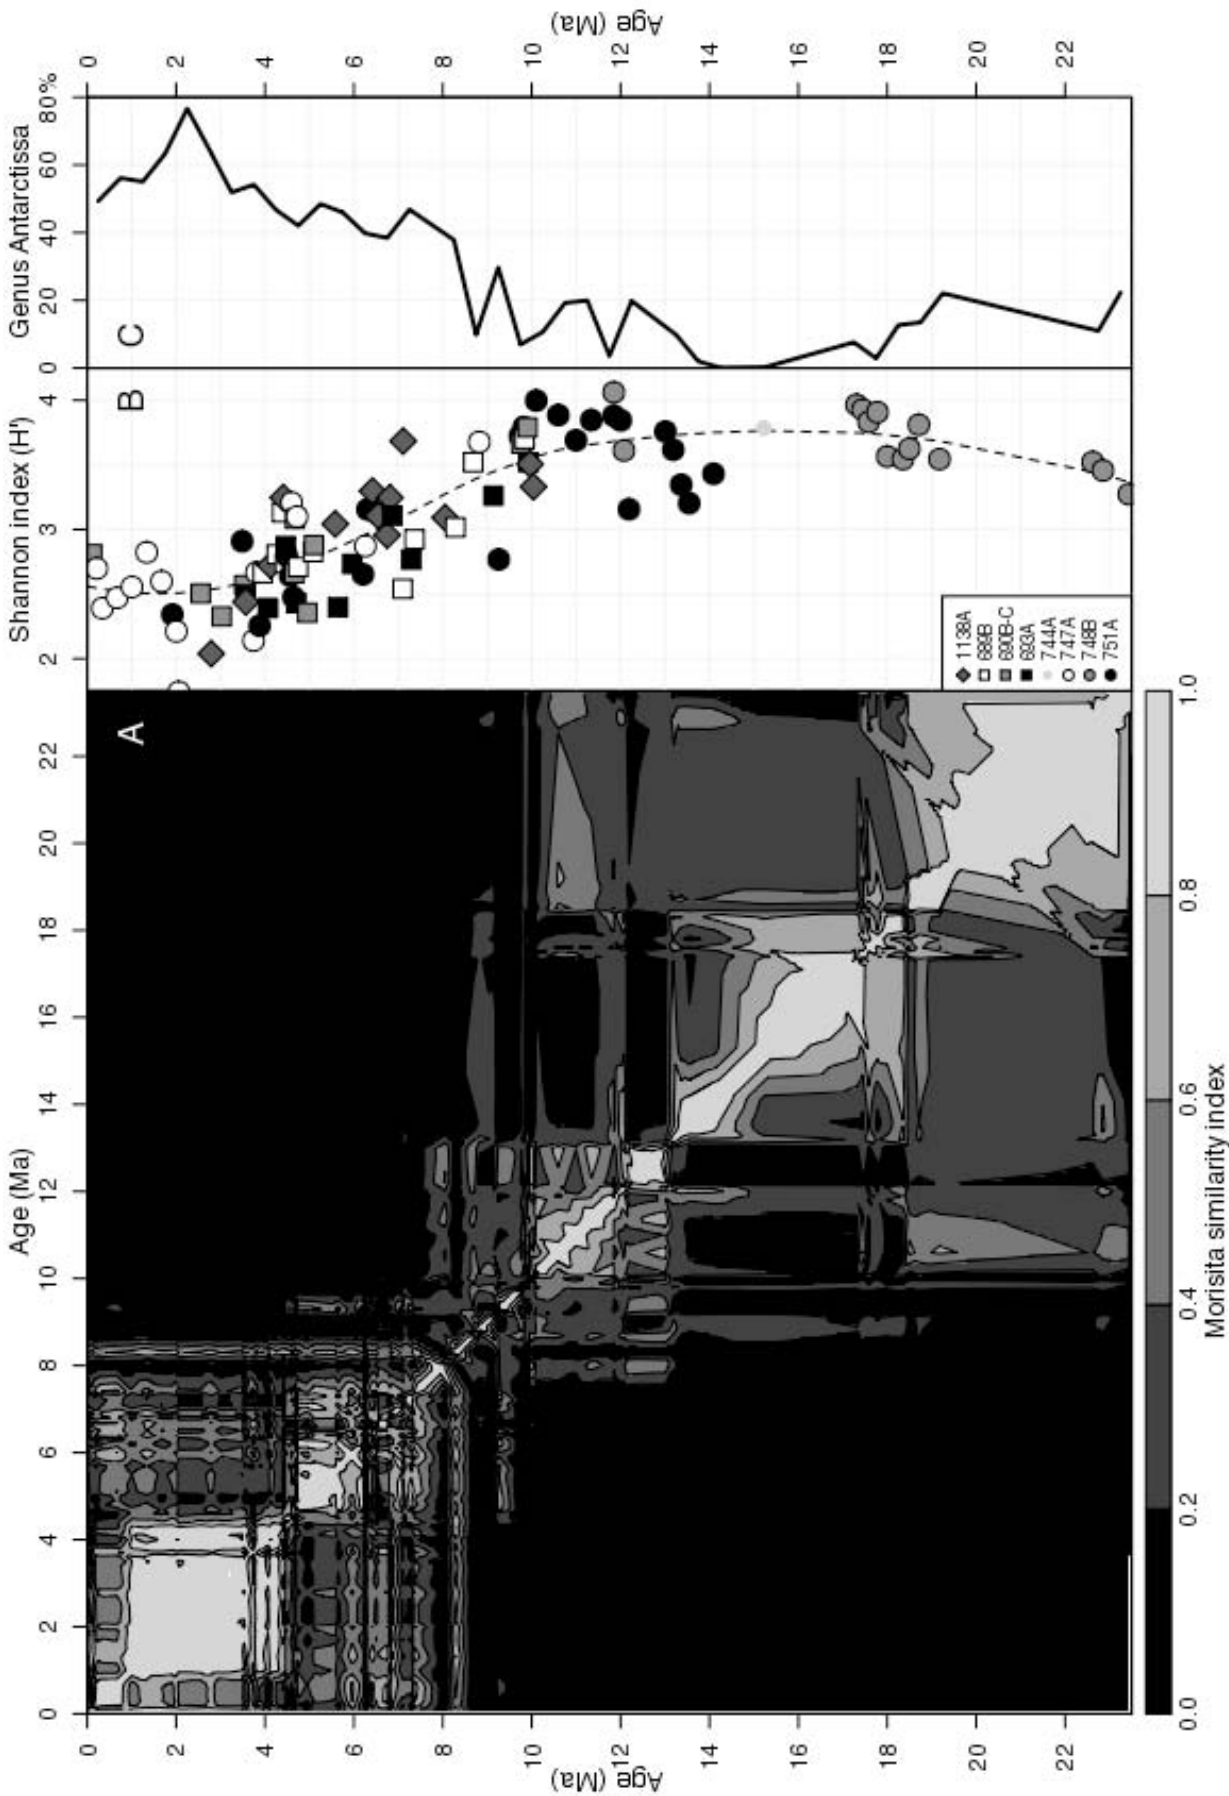 Age (Ma)
Shannon index (H')
Genus Antarctissa
0 2 4 6 8 10 12 14 16 18 20 22
2 3 4
0 20 40 60 80%
A
B
C
Age (Ma)
0
2
4
6
8
10
12
14
16
18
20
22
Age (Ma)
0
2
4
6
8
10
12
14
16
18
20
22
1138A
689B
690B-C
693A
744A
747A
748B
751A
0.0 0.2 0.4 0.6 0.8 1.0
Morisita similarity index